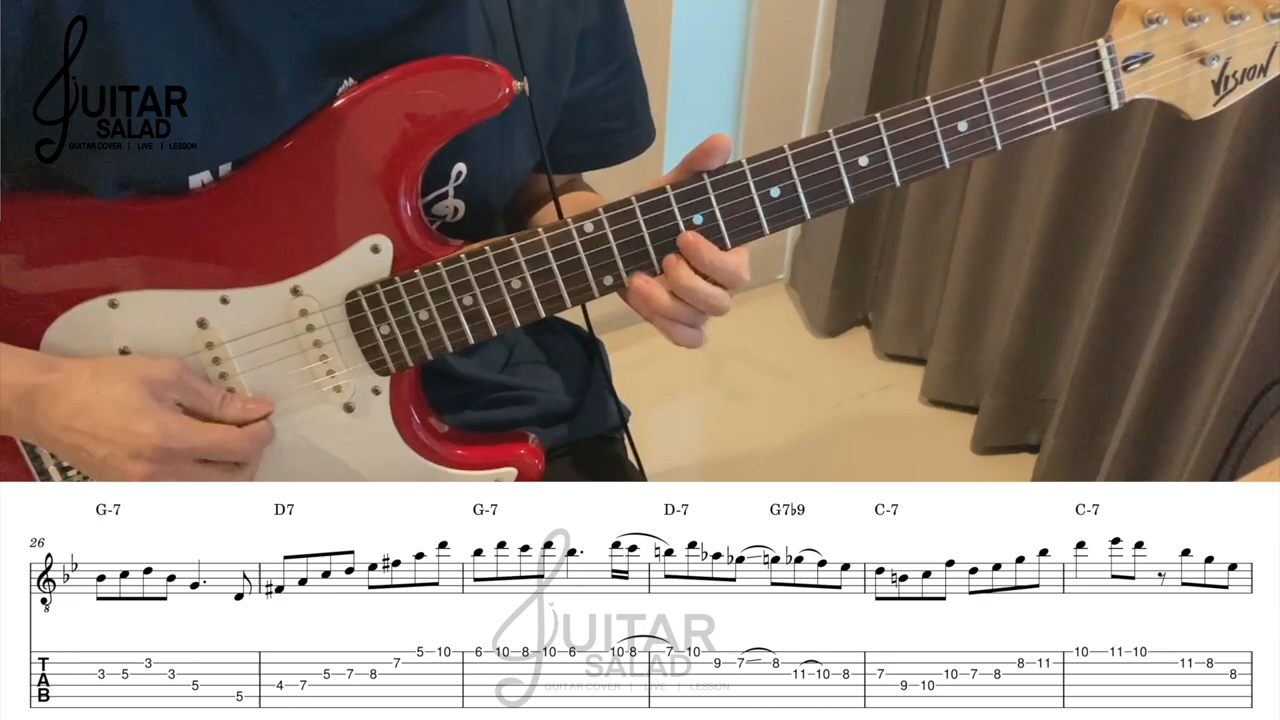 GUITAR
SALAD
GUITAR COVER | LIVE | LESSON
VISION
G-7 D7 G-7 D-7 G7♭9 C-7 C-7
26
8
GUITAR
SALAD
GUITAR COVER | LIVE | LESSON
T
A
B
6 10 8 10 6 10 8 7 10 8 11 10
5 10
3 7 9 7 8 11 8
3 5 3 5 7 8 11 10 8 7 10 7 8 8
5 4 7 9 10
5